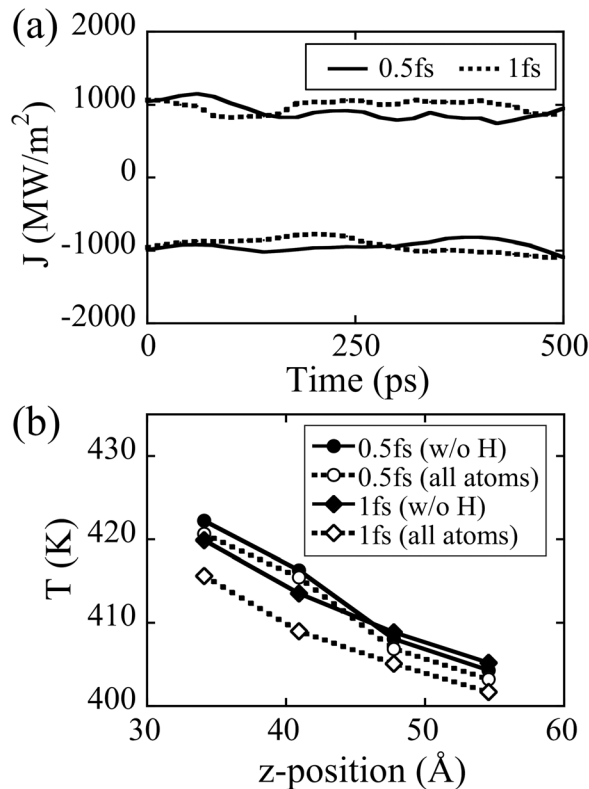 (a)
2000
1000
0
-1000
-2000
J (MW/m²)
0.5fs 1fs
0 250 500
Time (ps)
(b)
430
420
410
400
T (K)
0.5fs (w/o H)
0.5fs (all atoms)
1fs (w/o H)
1fs (all atoms)
30 40 50 60
z-position (Å)